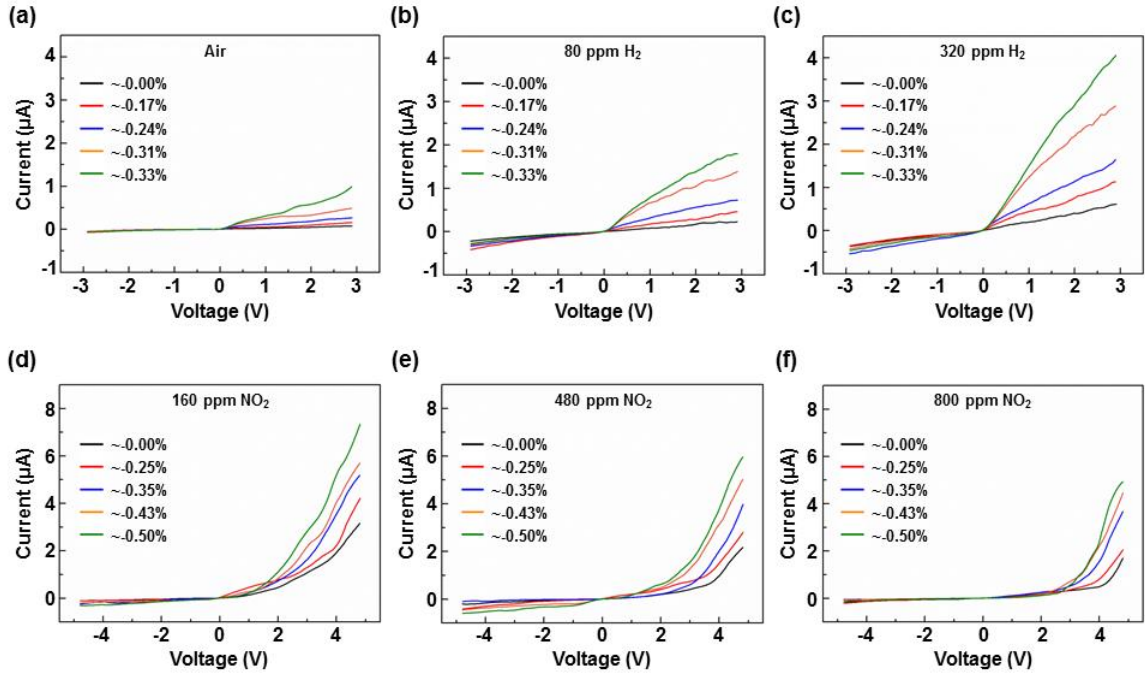 (a)
Air
4
3
2
1
0
-1
~-0.00%
~-0.17%
~-0.24%
~-0.31%
~-0.33%
-3 -2 -1 0 1 2 3
Voltage (V)
Current (μA)
(b)
80 ppm H₂
4
3
2
1
0
-1
~-0.00%
~-0.17%
~-0.24%
~-0.31%
~-0.33%
-3 -2 -1 0 1 2 3
Voltage (V)
Current (μA)
(c)
320 ppm H₂
4
3
2
1
0
-1
~-0.00%
~-0.17%
~-0.24%
~-0.31%
~-0.33%
-3 -2 -1 0 1 2 3
Voltage (V)
Current (μA)
(d)
160 ppm NO₂
8
6
4
2
0
~-0.00%
~-0.25%
~-0.35%
~-0.43%
~-0.50%
-4 -2 0 2 4
Voltage (V)
Current (μA)
(e)
480 ppm NO₂
8
6
4
2
0
~-0.00%
~-0.25%
~-0.35%
~-0.43%
~-0.50%
-4 -2 0 2 4
Voltage (V)
Current (μA)
(f)
800 ppm NO₂
8
6
4
2
0
~-0.00%
~-0.25%
~-0.35%
~-0.43%
~-0.50%
-4 -2 0 2 4
Voltage (V)
Current (μA)